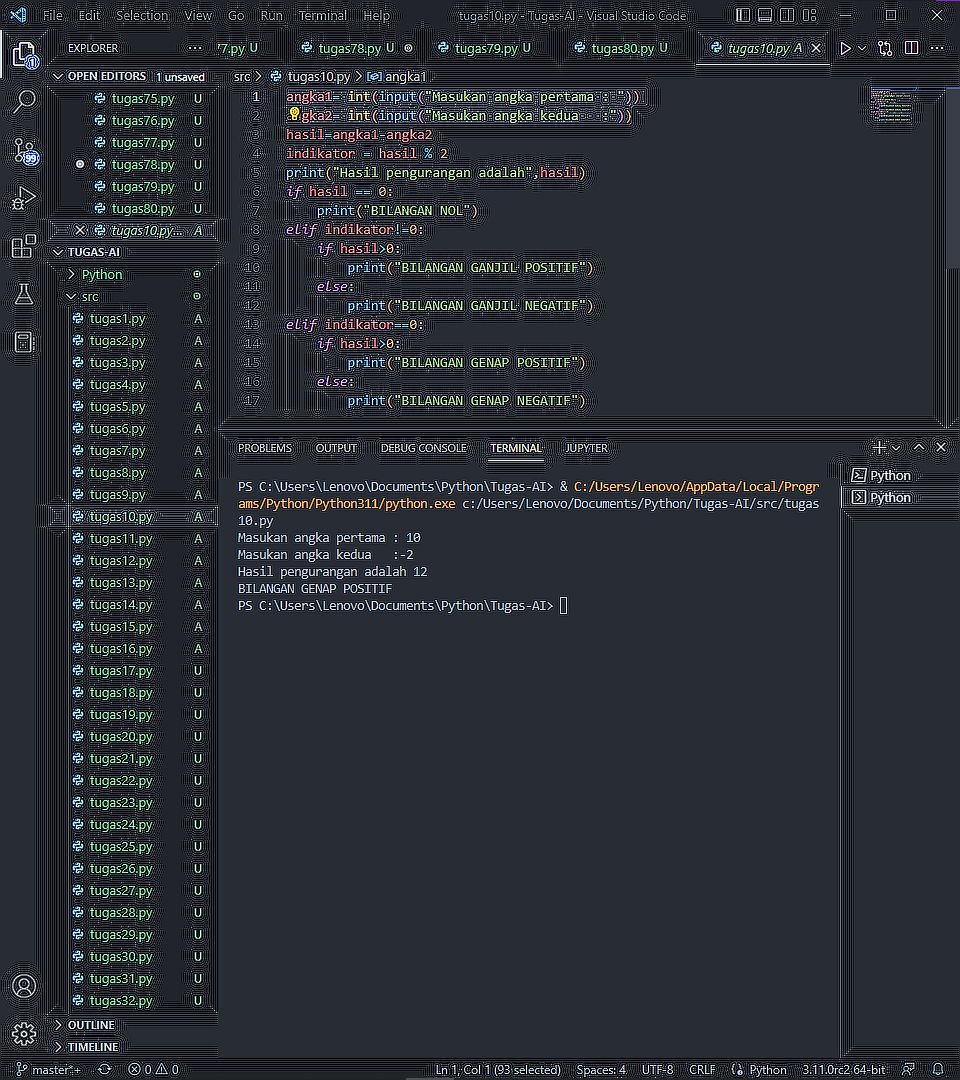 File Edit Selection View Go Run Terminal Help tugas10.py - Tugas-AI - Visual Studio Code
EXPLORER ... 77.py U tugas78.py U tugas79.py U tugas80.py U tugas10.py A
OPEN EDITORS 1 unsaved
tugas75.py U
tugas76.py U
tugas77.py U
tugas78.py U
tugas79.py U
tugas80.py U
tugas10.py... A
TUGAS-AI
Python
src
tugas1.py A
tugas2.py A
tugas3.py A
tugas4.py A
tugas5.py A
tugas6.py A
tugas7.py A
tugas8.py A
tugas9.py A
tugas10.py A
tugas11.py A
tugas12.py A
tugas13.py A
tugas14.py A
tugas15.py A
tugas16.py A
tugas17.py U
tugas18.py U
tugas19.py U
tugas20.py U
tugas21.py U
tugas22.py U
tugas23.py U
tugas24.py U
tugas25.py U
tugas26.py U
tugas27.py U
tugas28.py U
tugas29.py U
tugas30.py U
tugas31.py U
tugas32.py U
OUTLINE
TIMELINE
src > tugas10.py > angka1
1 angka1= int(input("Masukan angka pertama : "))
2 gka2= int(input("Masukan angka kedua   :"))
3 hasil=angka1-angka2
4 indikator = hasil % 2
5 print("Hasil pengurangan adalah",hasil)
6 if hasil == 0:
7     print("BILANGAN NOL")
8 elif indikator!=0:
9     if hasil>0:
10         print("BILANGAN GANJIL POSITIF")
11     else:
12         print("BILANGAN GANJIL NEGATIF")
13 elif indikator==0:
14     if hasil>0:
15         print("BILANGAN GENAP POSITIF")
16     else:
17         print("BILANGAN GENAP NEGATIF")
PROBLEMS OUTPUT DEBUG CONSOLE TERMINAL JUPYTER
PS C:\Users\Lenovo\Documents\Python\Tugas-AI> & C:/Users/Lenovo/AppData/Local/Progr
ams/Python/Python311/python.exe c:/Users/Lenovo/Documents/Python/Tugas-AI/src/tugas
10.py
Masukan angka pertama : 10
Masukan angka kedua   :-2
Hasil pengurangan adalah 12
BILANGAN GENAP POSITIF
PS C:\Users\Lenovo\Documents\Python\Tugas-AI>
Python
Python
1
99
master*+ 0 0 Ln 1, Col 1 (93 selected) Spaces: 4 UTF-8 CRLF Python 3.11.0rc2 64-bit